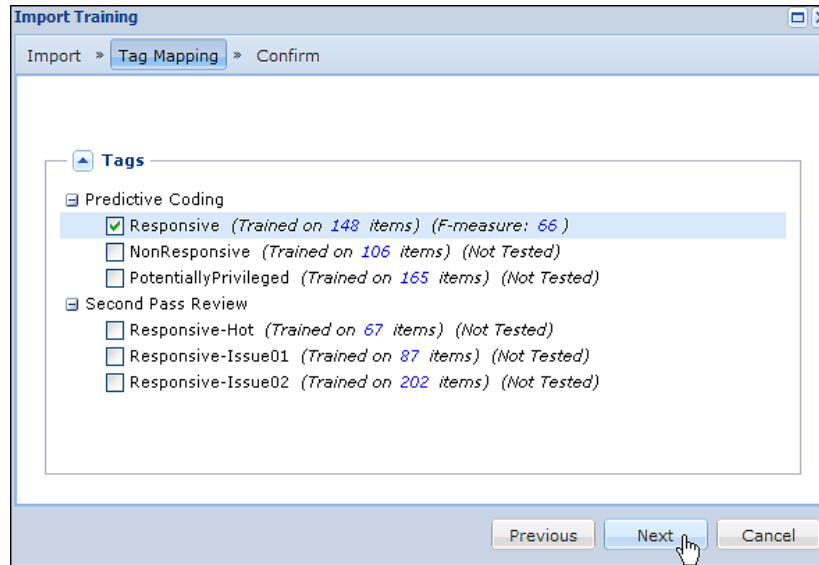 Import Training
Import » Tag Mapping » Confirm
Tags
Predictive Coding
Responsive (Trained on 148 items) (F-measure: 66 )
NonResponsive (Trained on 106 items) (Not Tested)
PotentiallyPrivileged (Trained on 165 items) (Not Tested)
Second Pass Review
Responsive-Hot (Trained on 67 items) (Not Tested)
Responsive-Issue01 (Trained on 87 items) (Not Tested)
Responsive-Issue02 (Trained on 202 items) (Not Tested)
Previous Next Cancel